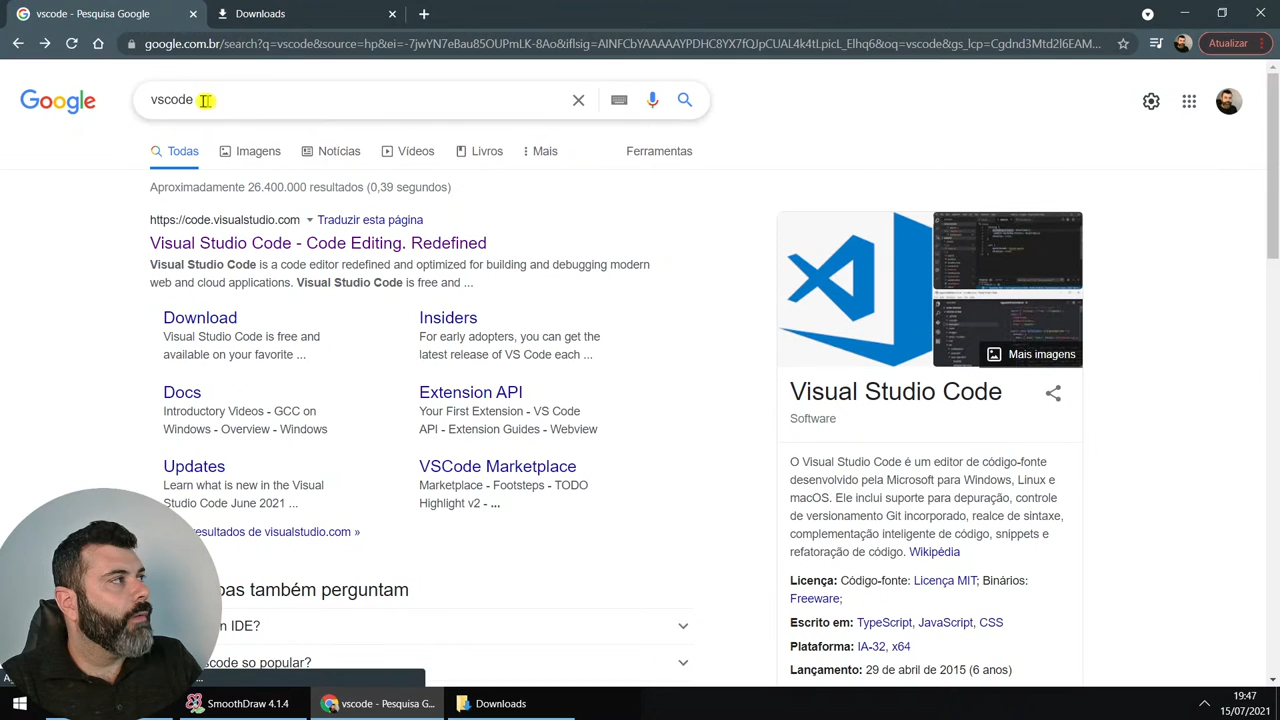 vscode - Pesquisa Google
Downloads
google.com.br/search?q=vscode&source=hp&ei=-7jwYN7
Atualizar
Google
vscode
Todas
Imagens
Notícias
Vídeos
Livros
Mais
Ferramentas
Aproximadamente 26.400.000 resultados (0,39 segundos)
https://code.visualstudio.com
Traduzir esta página
Visual Studio Code - Code Editing. Redefined
Visual Studio Code is a code editor redefined and optimized for building and debugging modern
web and cloud applications. Visual Studio Code is free and ...
Download
Visual Studio Code is free and
available on your favorite ...
Insiders
For early adopters, you can get the
latest release of VS Code each ...
Docs
Introductory Videos - GCC on
Windows - Overview - Windows
Extension API
Your First Extension - VS Code
API - Extension Guides - Webview
Updates
Learn what is new in the Visual
Studio Code June 2021 ...
VSCode Marketplace
Marketplace - Footsteps - TODO
Highlight v2 - ...
resultados de visualstudio.com »
oas também perguntam
n IDE?
scode so popular?
Mais imagens
Visual Studio Code
Software
O Visual Studio Code é um editor de código-fonte
desenvolvido pela Microsoft para Windows, Linux e
macOS. Ele inclui suporte para depuração, controle
de versionamento Git incorporado, realce de sintaxe,
complementação inteligente de código, snippets e
refatoração de código. Wikipédia
Licença: Código-fonte: Licença MIT; Binários:
Freeware;
Escrito em: TypeScript, JavaScript, CSS
Plataforma: IA-32, x64
Lançamento: 29 de abril de 2015 (6 anos)
SmoothDraw 4.1.4
vscode - Pesquisa G...
Downloads
19:47
15/07/2021